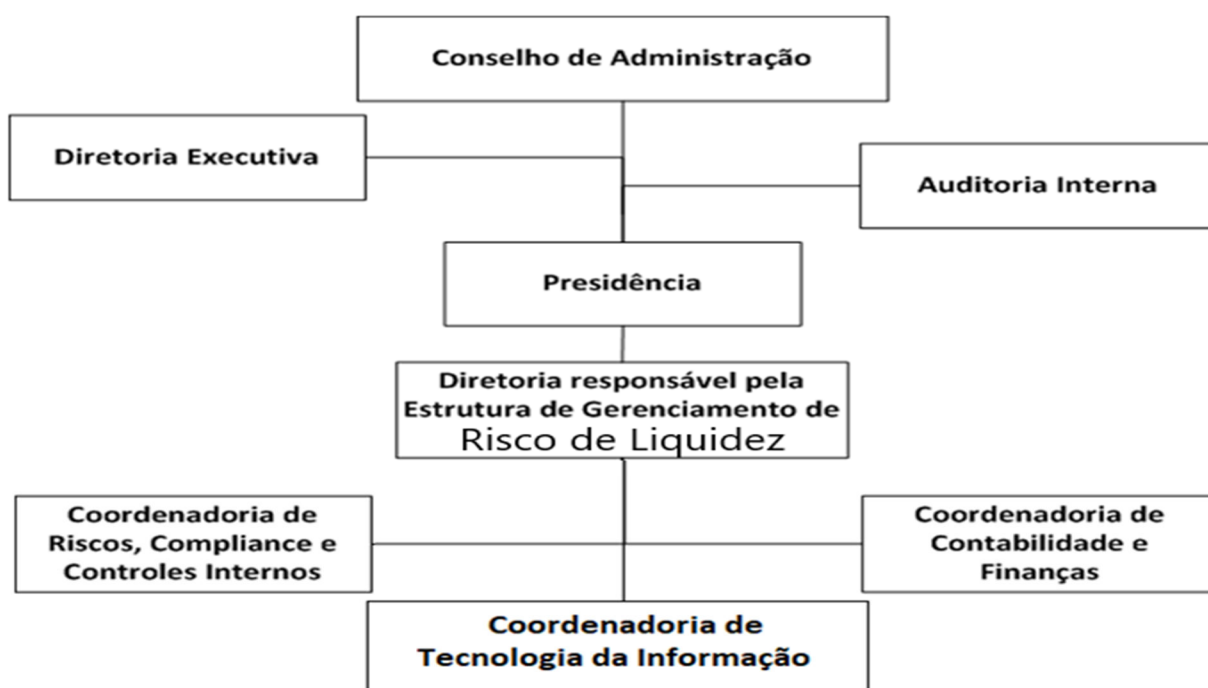 Conselho de Administração
Diretoria Executiva
Auditoria Interna
Presidência
Diretoria responsável pela
Estrutura de Gerenciamento de
Risco de Liquidez
Coordenadoria de
Riscos, Compliance e
Controles Internos
Coordenadoria de
Contabilidade e
Finanças
Coordenadoria de
Tecnologia da Informação